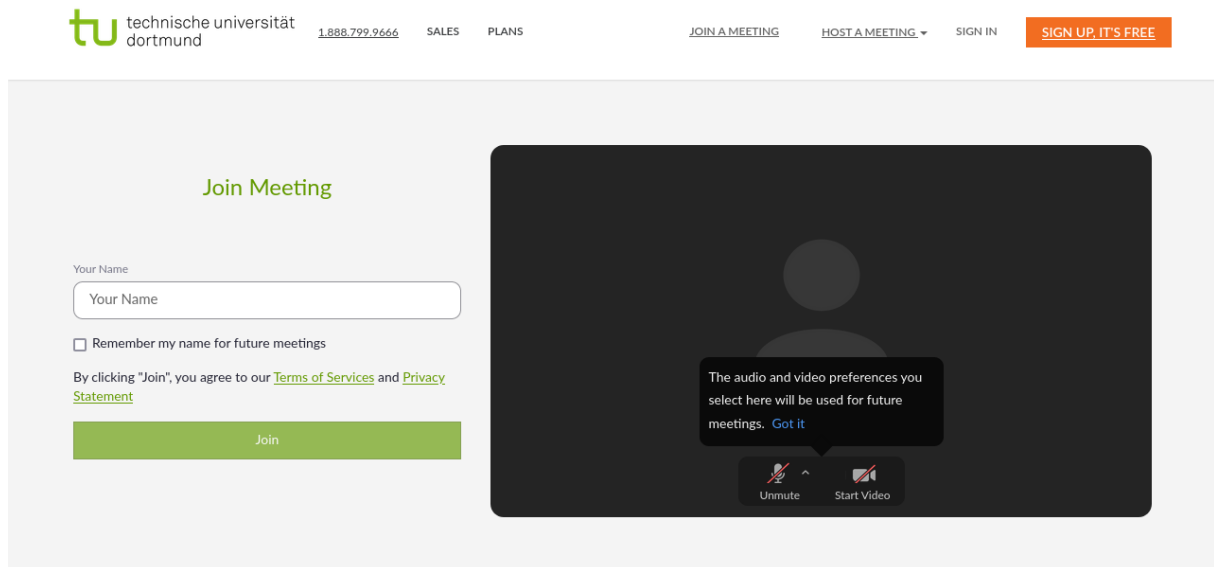 technische universität
dortmund
1.888.799.9666
SALES
PLANS
JOIN A MEETING
HOST A MEETING
SIGN IN
SIGN UP, IT'S FREE
Join Meeting
Your Name
Your Name
Remember my name for future meetings
By clicking "Join", you agree to our Terms of Services and Privacy
Statement
Join
The audio and video preferences you
select here will be used for future
meetings. Got it
Unmute
Start Video